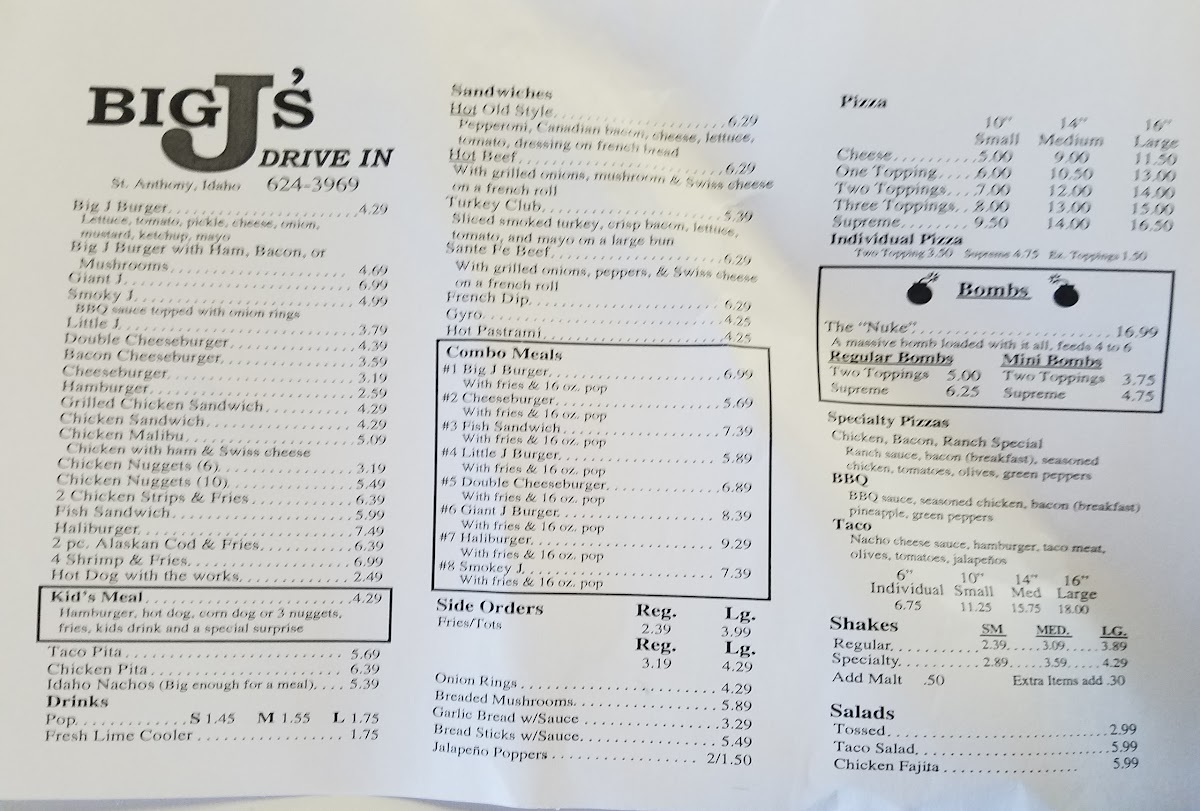 BIG J'S
DRIVE IN
St. Anthony, Idaho 624-3969
Big J Burger 4.29
Lettuce, tomato, pickle, cheese, onion,
mustard, ketchup, mayo
Big J Burger with Ham, Bacon, or
Mushrooms 4.69
Giant J 6.99
Smoky J 4.99
BBQ sauce topped with onion rings
Little J 3.79
Double Cheeseburger 4.39
Bacon Cheeseburger 3.59
Cheeseburger 3.19
Hamburger 2.59
Grilled Chicken Sandwich 4.29
Chicken Sandwich 4.29
Chicken Malibu 5.09
Chicken with ham & Swiss cheese
Chicken Nuggets (6) 3.19
Chicken Nuggets (10) 5.49
2 Chicken Strips & Fries 6.39
Fish Sandwich 5.99
Haliburger 7.49
2 pc. Alaskan Cod & Fries 6.39
4 Shrimp & Fries 6.99
Hot Dog with the works 2.49
Kid's Meal 4.29
Hamburger, hot dog, corn dog or 3 nuggets,
fries, kids drink and a special surprise
Taco Pita 5.69
Chicken Pita 6.39
Idaho Nachos (Big enough for a meal) 5.39
Drinks
Pop S 1.45 M 1.55 L 1.75
Fresh Lime Cooler 1.75
Sandwiches
Hot Old Style 6.29
Pepperoni, Canadian bacon, cheese, lettuce,
tomato, dressing on french bread
Hot Beef 6.29
With grilled onions, mushroom & Swiss cheese
on a french roll
Turkey Club 5.39
Sliced smoked turkey, crisp bacon, lettuce,
tomato, and mayo on a large bun
Sante Fe Beef 6.29
With grilled onions, peppers, & Swiss cheese
on a french roll
French Dip 6.29
Gyro 4.25
Hot Pastrami 4.25
Combo Meals
#1 Big J Burger 6.99
With fries & 16 oz. pop
#2 Cheeseburger 5.69
With fries & 16 oz. pop
#3 Fish Sandwich 7.39
With fries & 16 oz. pop
#4 Little J Burger 5.89
With fries & 16 oz. pop
#5 Double Cheeseburger 6.89
With fries & 16 oz. pop
#6 Giant J Burger 8.39
With fries & 16 oz. pop
#7 Haliburger 9.29
With fries & 16 oz. pop
#8 Smokey J 7.39
With fries & 16 oz. pop
Side Orders Reg. Lg.
Fries/Tots 2.39 3.99
Reg. Lg.
3.19 4.29
Onion Rings 4.29
Breaded Mushrooms 5.89
Garlic Bread w/Sauce 3.29
Bread Sticks w/Sauce 5.49
Jalapeño Poppers 2/1.50
Pizza
10" 14" 16"
Small Medium Large
Cheese 5.00 9.00 11.50
One Topping 6.00 10.50 13.00
Two Toppings 7.00 12.00 14.00
Three Toppings 8.00 13.00 15.00
Supreme 9.50 14.00 16.50
Individual Pizza
Two Topping 3.50 Supreme 4.75 Ex. Toppings 1.50
Bombs
The "Nuke" 16.99
A massive bomb loaded with it all, feeds 4 to 6
Regular Bombs Mini Bombs
Two Toppings 5.00 Two Toppings 3.75
Supreme 6.25 Supreme 4.75
Specialty Pizzas
Chicken, Bacon, Ranch Special
Ranch sauce, bacon (breakfast), seasoned
chicken, tomatoes, olives, green peppers
BBQ
BBQ sauce, seasoned chicken, bacon (breakfast)
pineapple, green peppers
Taco
Nacho cheese sauce, hamburger, taco meat,
olives, tomatoes, jalapeños
6" 10" 14" 16"
Individual Small Med Large
6.75 11.25 15.75 18.00
Shakes SM. MED. LG.
Regular 2.39 3.09 3.89
Specialty 2.89 3.59 4.29
Add Malt .50 Extra Items add .30
Salads
Tossed 2.99
Taco Salad 5.99
Chicken Fajita 5.99